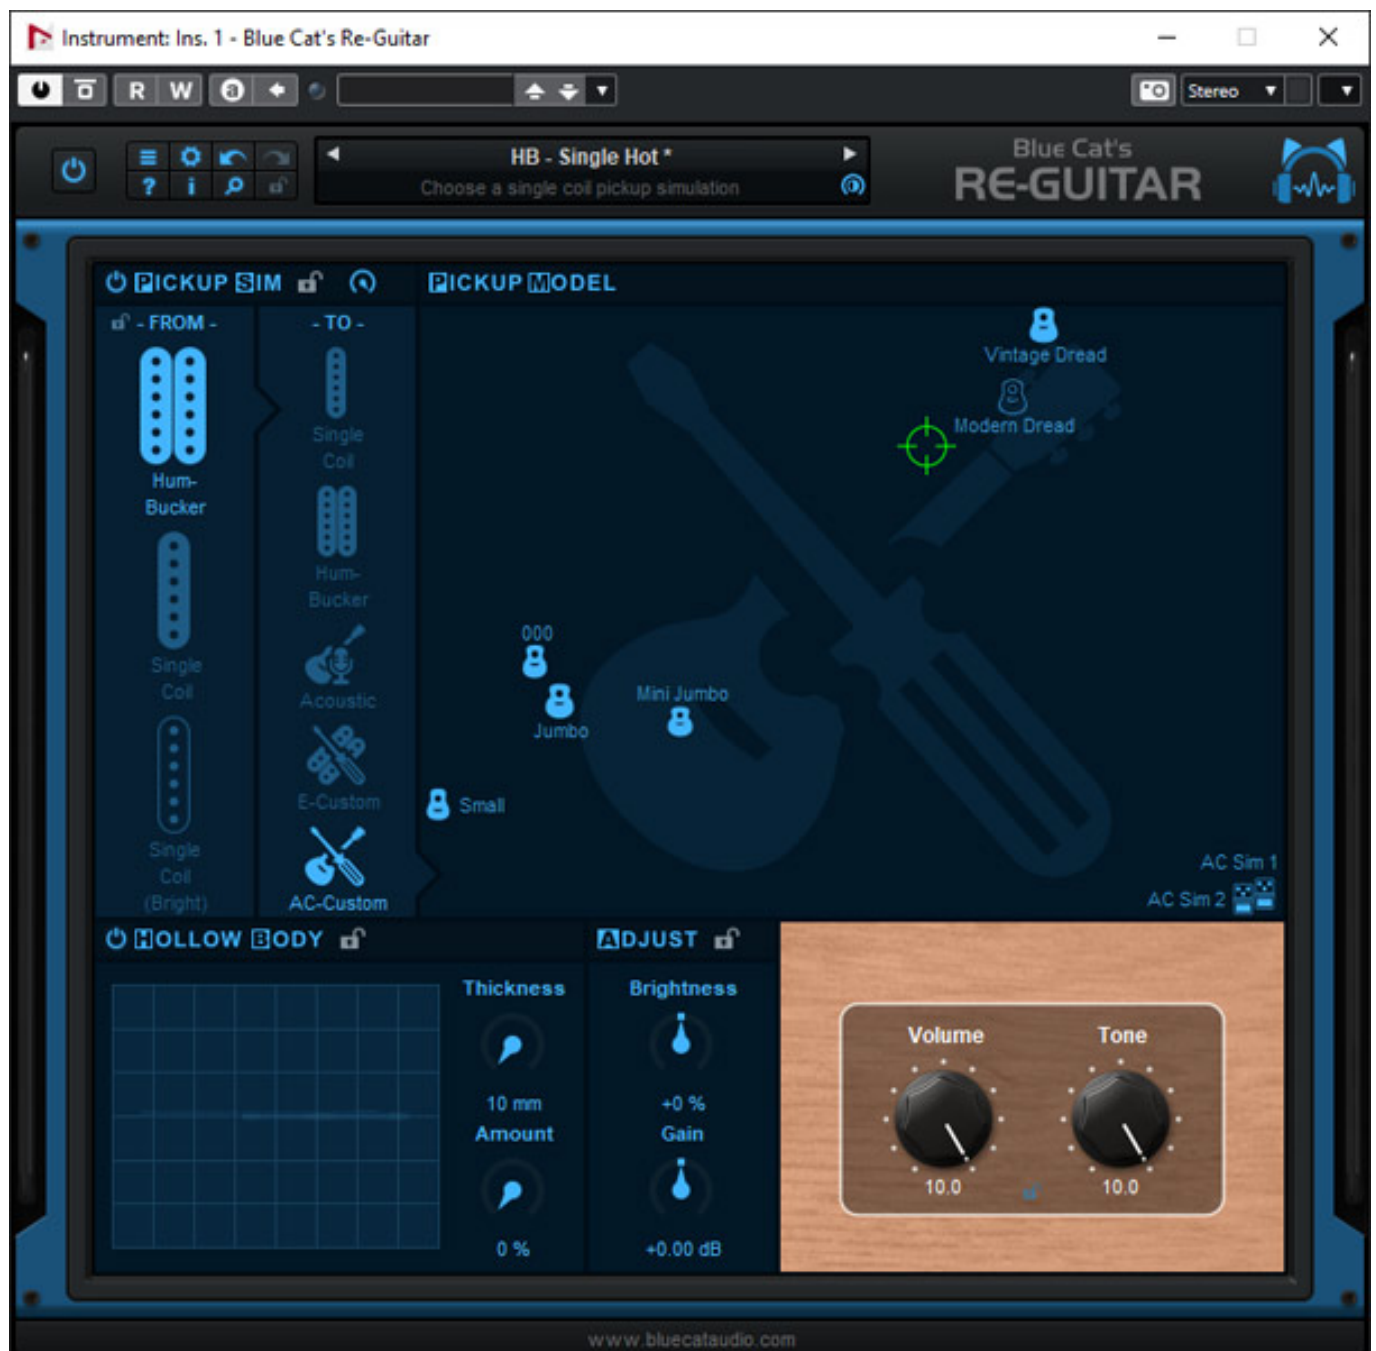 Instrument: Ins. 1 - Blue Cat's Re-Guitar
R W a Stereo
HB - Single Hot *
Choose a single coil pickup simulation
Blue Cat's
RE-GUITAR
? i
PICKUP SIM
PICKUP MODEL
- FROM -
- TO -
Hum-
Bucker
Single
Coil
Single
Coil
(Bright)
Single
Coil
Hum-
Bucker
Acoustic
E-Custom
AC-Custom
Vintage Dread
Modern Dread
000
Jumbo
Mini Jumbo
Small
AC Sim 1
AC Sim 2
HOLLOW BODY
Thickness
10 mm
Amount
0 %
ADJUST
Brightness
+0 %
Gain
+0.00 dB
Volume Tone
10.0 10.0
www.bluecataudio.com